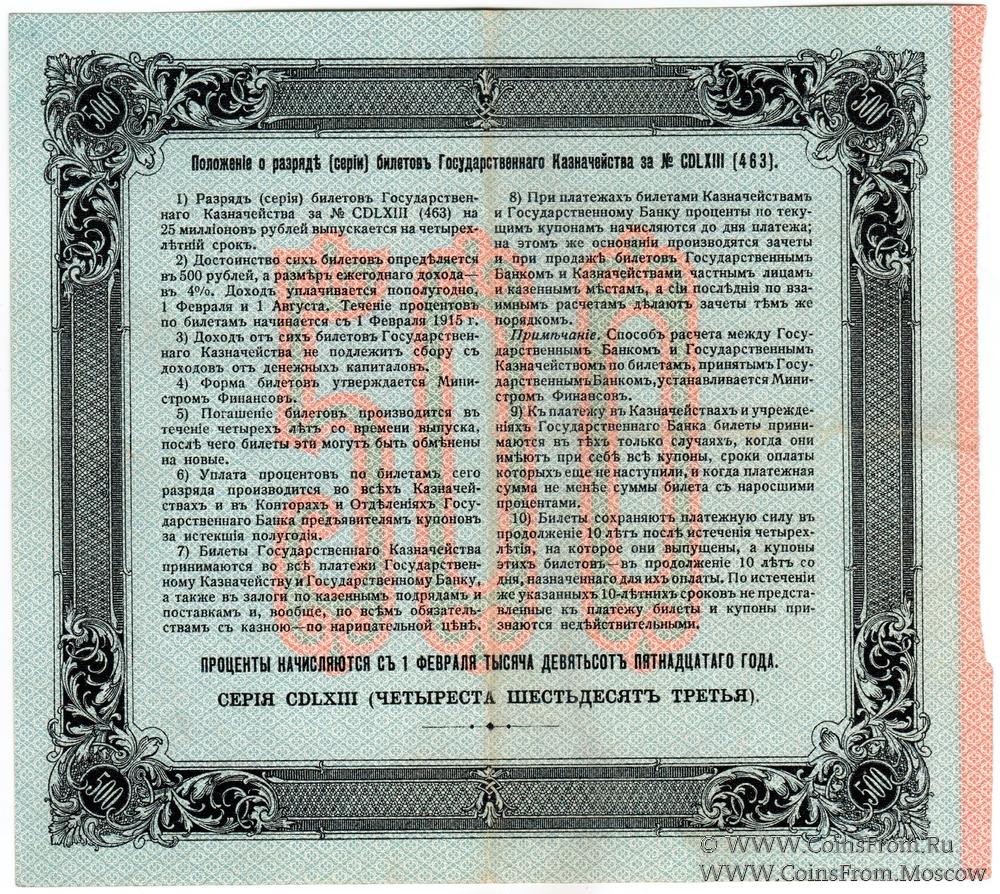 500
500
Положеніе о разрядѣ (серіи) билетовъ Государственнаго Казначейства за № CDLXIII (463).
1) Разрядъ (серія) билетовъ Государствен-
наго Казначейства за № CDLXIII (463) на
25 милліоновъ рублей выпускается на четырех-
лѣтній срокъ.
2) Достоинство сихъ билетовъ опредѣляется
въ 500 рублей, а размѣръ ежегоднаго дохода—
въ 4%. Доходъ уплачивается пополугодно,
1 Февраля и 1 Августа. Теченіе процентовъ
по билетамъ начинается съ 1 Февраля 1915 г.
3) Доходъ отъ сихъ билетовъ Государствен-
наго Казначейства не подлежитъ сбору съ
доходовъ отъ денежныхъ капиталовъ.
4) Форма билетовъ утверждается Мини-
стромъ Финансовъ.
5) Погашеніе билетовъ производится въ
теченіе четырехъ лѣтъ со времени выпуска,
послѣ чего билеты эти могутъ быть обмѣнены
на новые.
6) Уплата процентовъ по билетамъ сего
разряда производится во всѣхъ Казначей-
ствахъ и въ Конторахъ и Отдѣленіяхъ Госу-
дарственнаго Банка предъявителямъ купоновъ
за истекшія полугодія.
7) Билеты Государственнаго Казначейства
принимаются во всѣ платежи Государствен-
ному Казначейству и Государственному Банку,
а также въ залоги по казеннымъ подрядамъ и
поставкамъ и, вообще, по всѣмъ обязатель-
ствамъ съ казною—по нарицательной цѣнѣ.
8) При платежахъ билетами Казначействамъ
и Государственному Банку проценты по теку-
щимъ купонамъ начисляются до дня платежа;
на этомъ же основаніи производятся зачеты
и при продажѣ билетовъ Государственнымъ
Банкомъ и Казначействами частнымъ лицамъ
и казеннымъ мѣстамъ, а сіи послѣднія по вза-
имнымъ расчетамъ дѣлаютъ зачеты тѣмъ же
порядкомъ.
Примѣчаніе. Способъ расчета между Госу-
дарственнымъ Банкомъ и Государственнымъ
Казначействомъ по билетамъ, принятымъ Го-
сударственнымъ Банкомъ, устанавливается Мини-
стромъ Финансовъ.
9) Къ платежу въ Казначействахъ и учрежде-
ніяхъ Государственнаго Банка билеты прини-
маются въ тѣхъ только случаяхъ, когда они
имѣютъ при себѣ всѣ купоны, сроки оплаты
которыхъ еще не наступили, и когда платежная
сумма не менѣе суммы билета съ наросшими
процентами.
10) Билеты сохраняютъ платежную силу въ
продолженіе 10 лѣтъ послѣ истеченія четырех-
лѣтія, на которое они выпущены, а купоны
этихъ билетовъ—въ продолженіе 10 лѣтъ со
дня, назначеннаго для ихъ оплаты. По истеченіи
же указанныхъ 10-лѣтнихъ сроковъ не предста-
вленные къ платежу билеты и купоны при-
знаются недѣйствительными.
ПРОЦЕНТЫ НАЧИСЛЯЮТСЯ СЪ 1 ФЕВРАЛЯ ТЫСЯЧА ДЕВЯТЬСОТЪ ПЯТНАДЦАТАГО ГОДА.
СЕРІЯ CDLXIII (ЧЕТЫРЕСТА ШЕСТЬДЕСЯТЪ ТРЕТЬЯ).
500
500
500
© WWW.CoinsFrom.Ru
WWW.CoinsFrom.Moscow